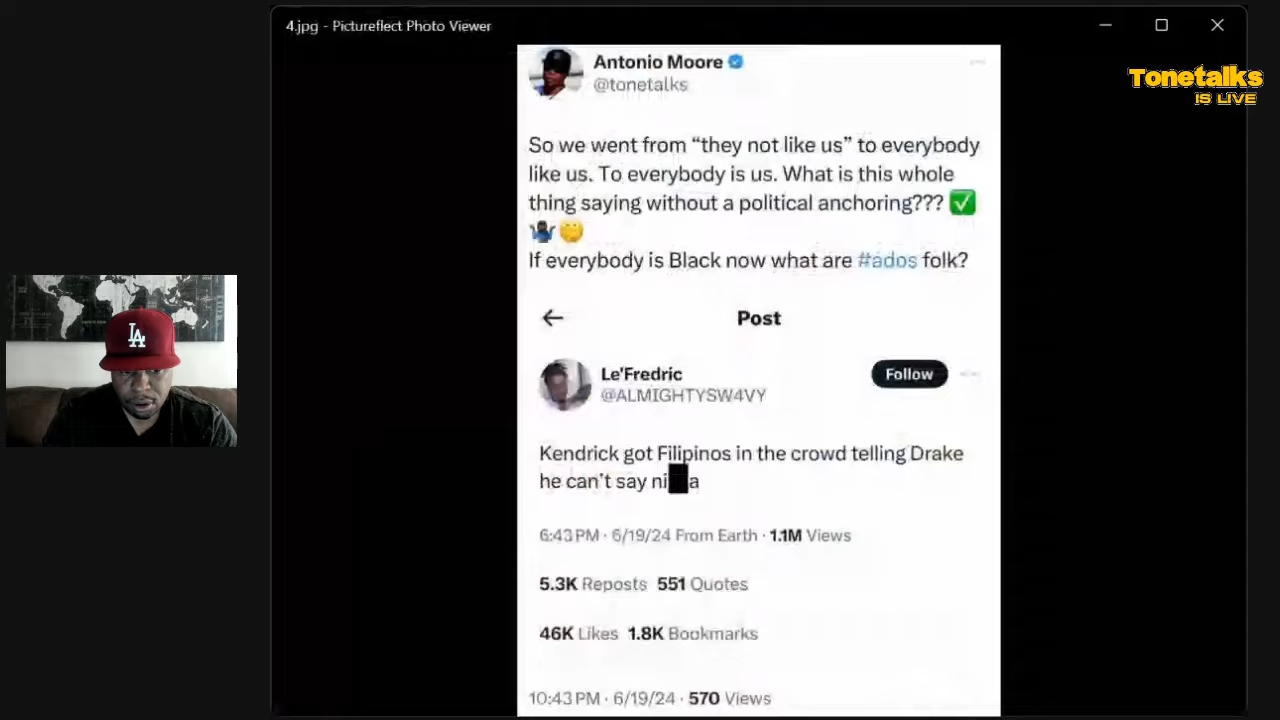 4.jpg - Pictureflect Photo Viewer
Tonetalks
IS LIVE
Antonio Moore
@tonetalks
So we went from “they not like us” to everybody
like us. To everybody is us. What is this whole
thing saying without a political anchoring??? ✅
🤷🏿‍♂️🤔
If everybody is Black now what are #ados folk?
Post
Le'Fredric
@ALMIGHTYSW4VY
Follow
Kendrick got Filipinos in the crowd telling Drake
he can't say ni█a
6:43 PM · 6/19/24 From Earth · 1.1M Views
5.3K Reposts 551 Quotes
46K Likes 1.8K Bookmarks
10:43 PM · 6/19/24 · 570 Views
LA